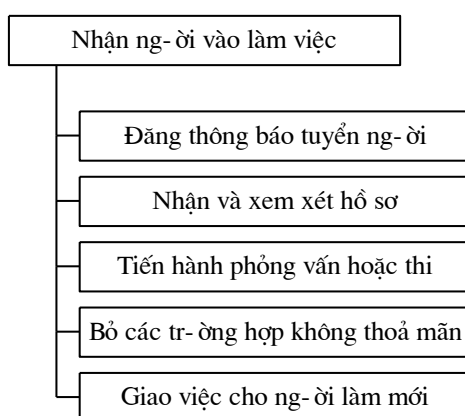 Nhận ng- ời vào làm việc
Đăng thông báo tuyển ng- ời
Nhận và xem xét hồ sơ
Tiến hành phỏng vấn hoặc thi
Bỏ các tr- ờng hợp không thoả mãn
Giao việc cho ng- ời làm mới